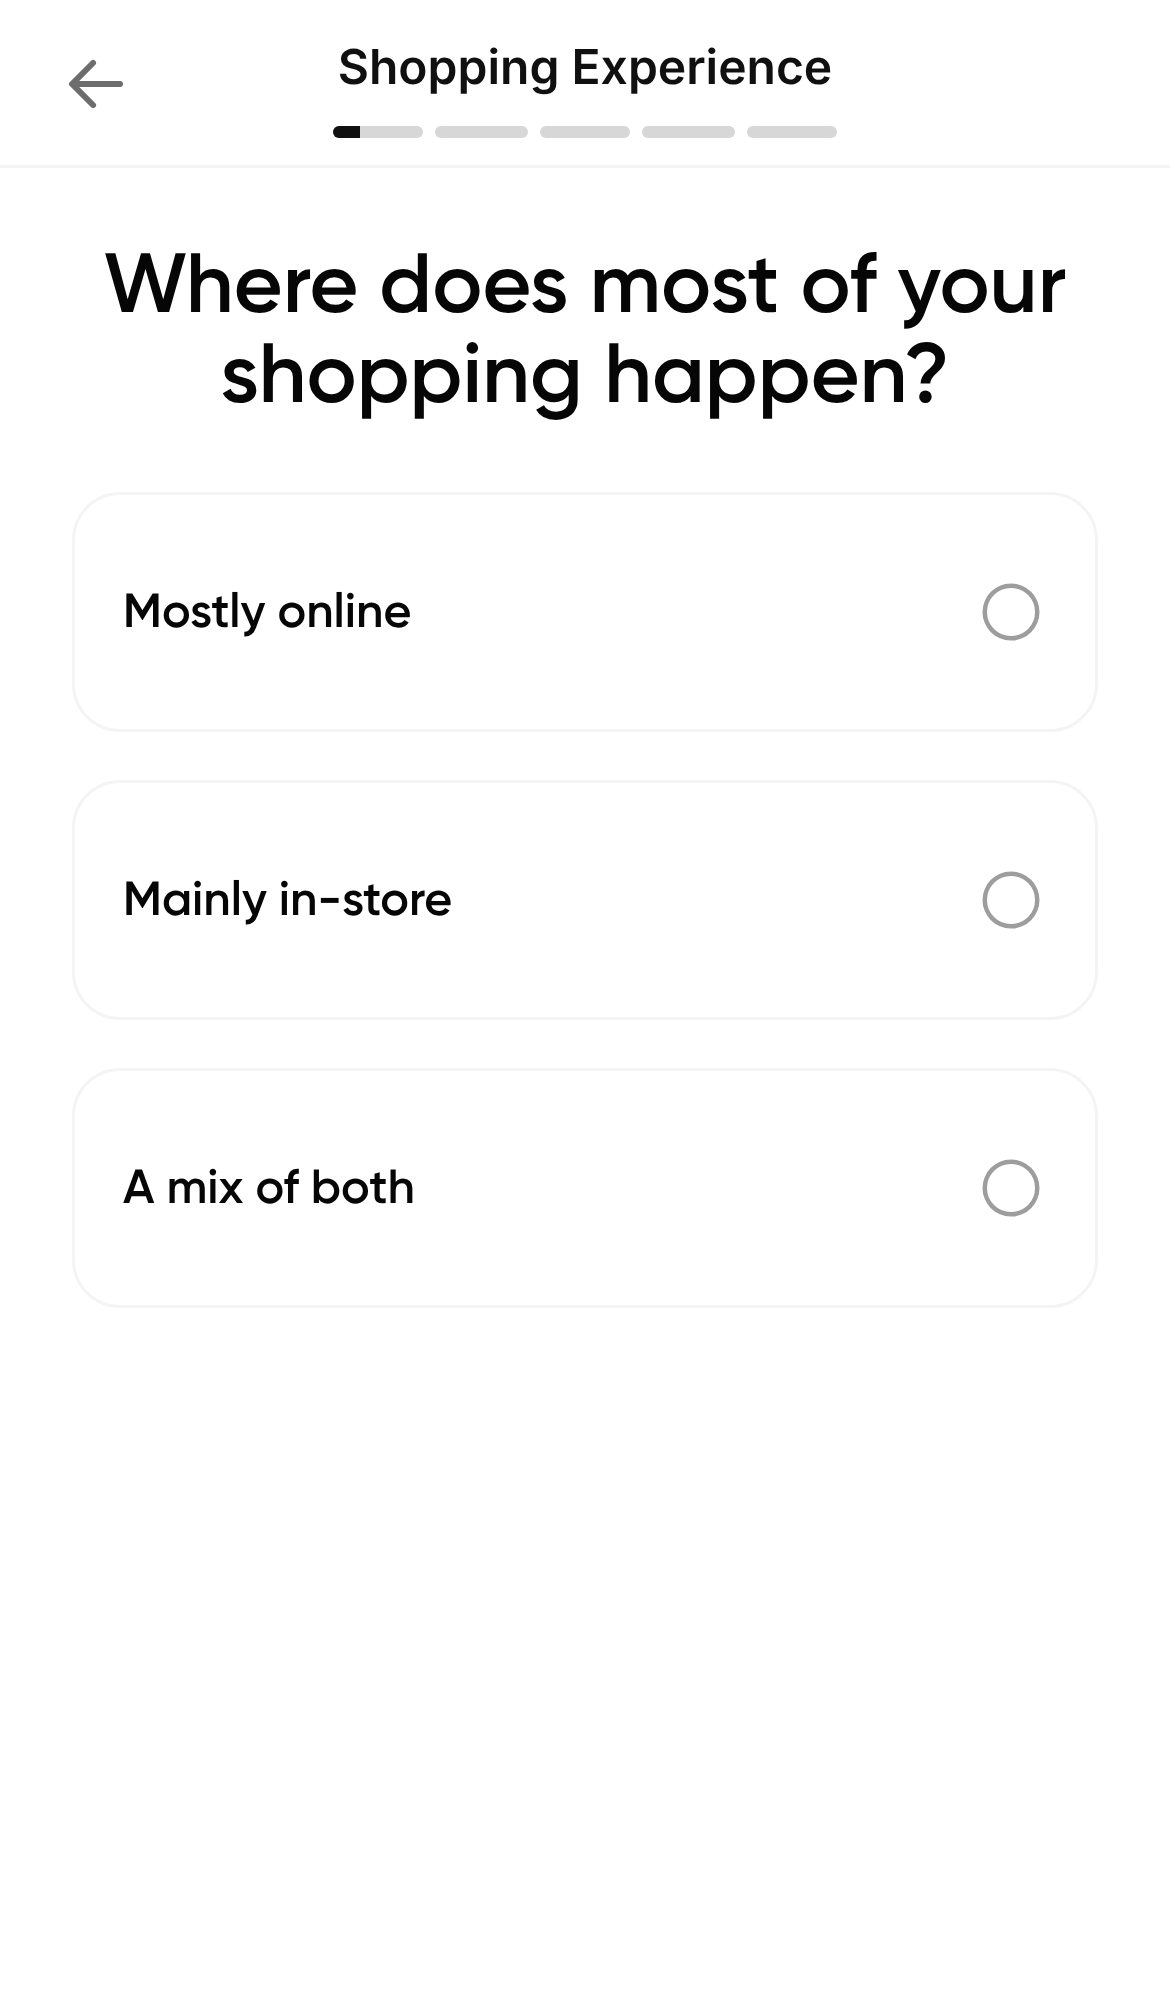 Shopping Experience
Where does most of your
shopping happen?
Mostly online
Mainly in-store
A mix of both